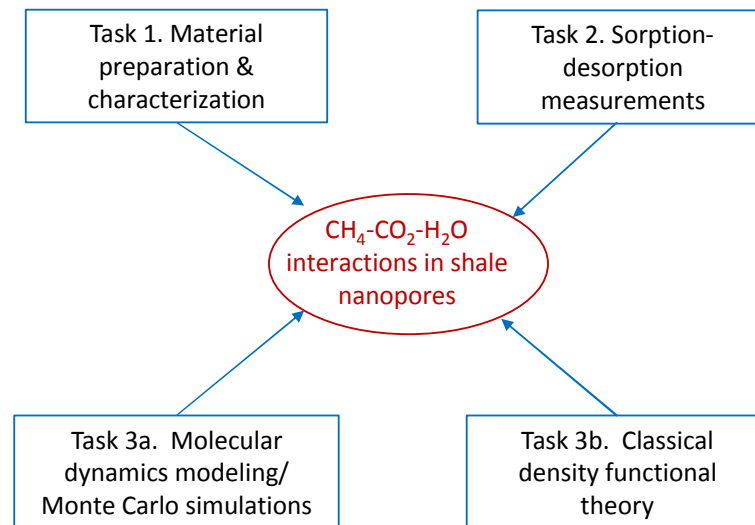 Task 1. Material
preparation &
characterization
Task 2. Sorption-
desorption
measurements
CH₄-CO₂-H₂O
interactions in shale
nanopores
Task 3a.  Molecular
dynamics modeling/
Monte Carlo simulations
Task 3b.  Classical
density functional
theory